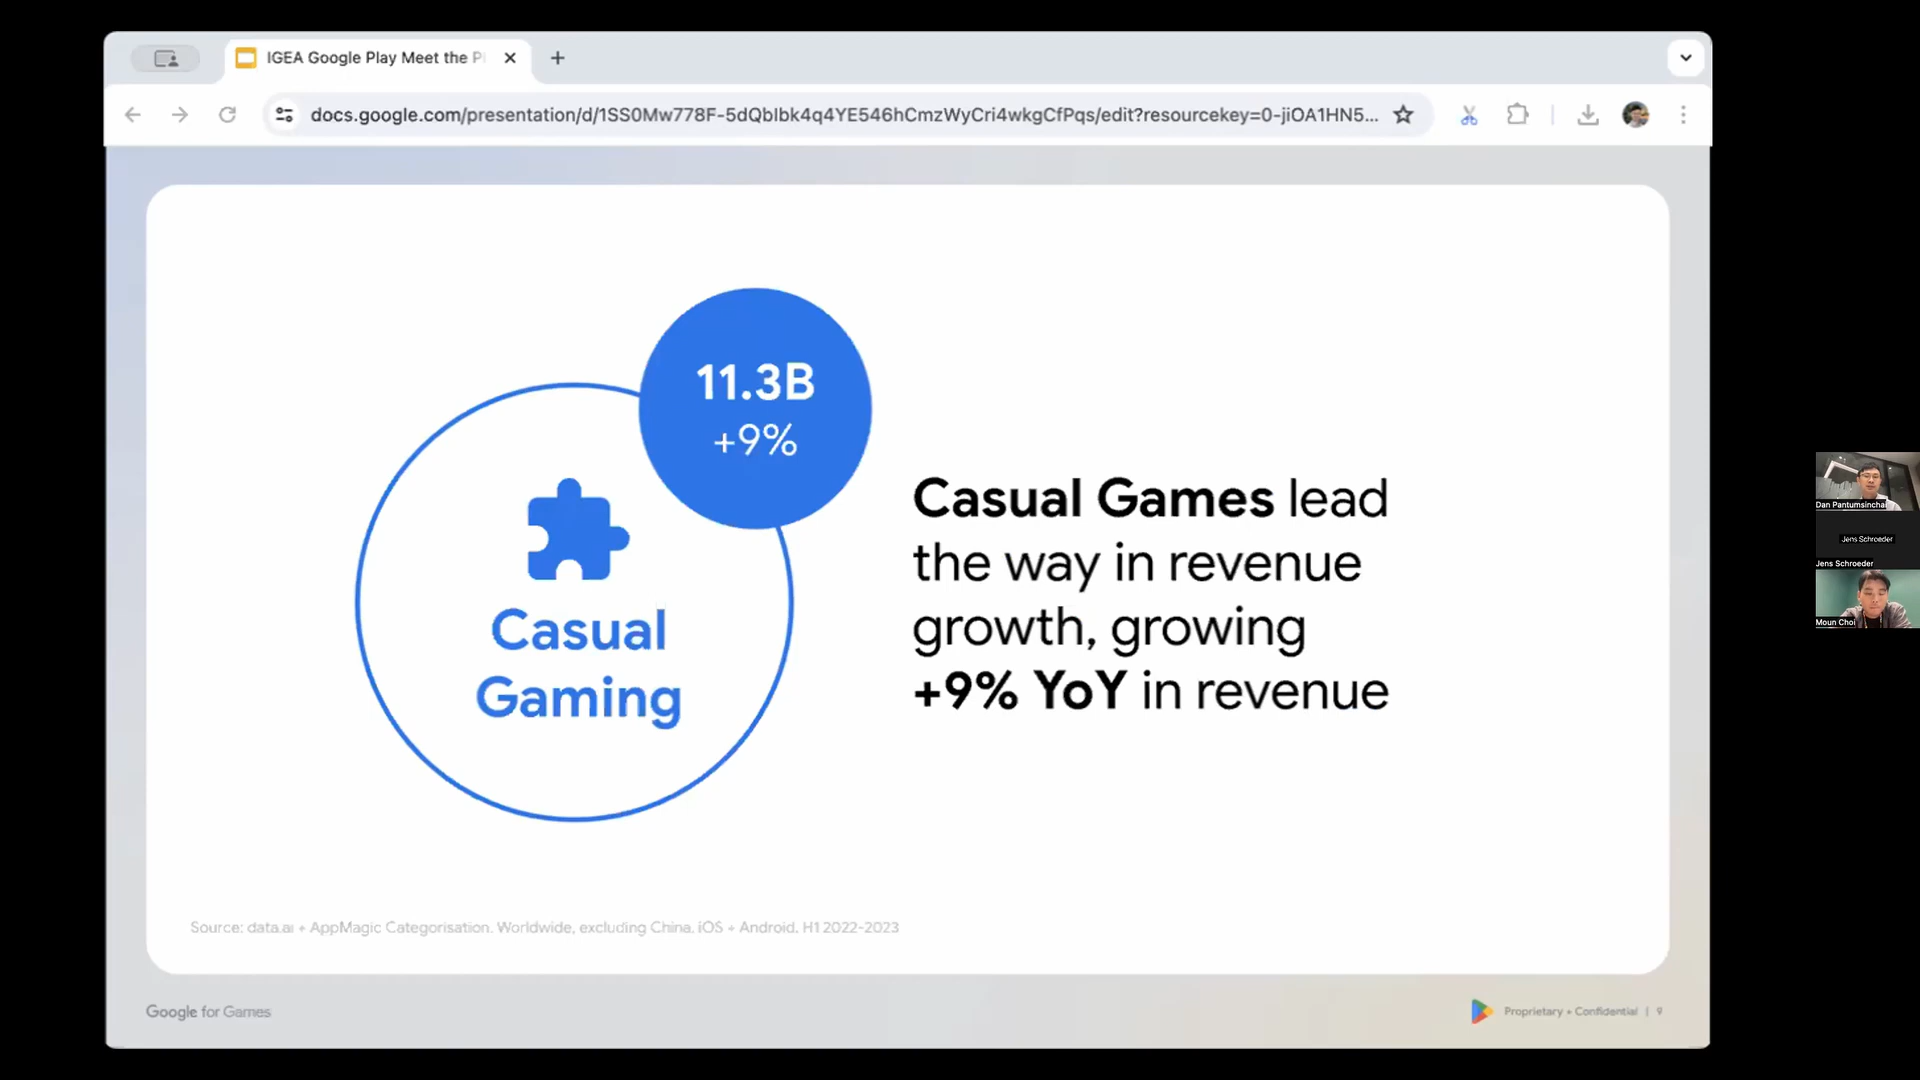 IGEA Google Play Meet the P
docs.google.com/presentation/d/1SS0Mw778F-5dQbIbk4q4YE546hCmzWyCri4wkgCfPqs/edit?resourcekey=0-jiOA1HN5...
11.3B
+9%
Casual
Gaming
Casual Games lead
the way in revenue
growth, growing
+9% YoY in revenue
Source: data.ai + AppMagic Categorisation. Worldwide, excluding China. iOS + Android. H1 2022-2023
Google for Games
Proprietary + Confidential | 9
Dan Pantumsinchai
Jens Schroeder
Jens Schroeder
Moun Choi